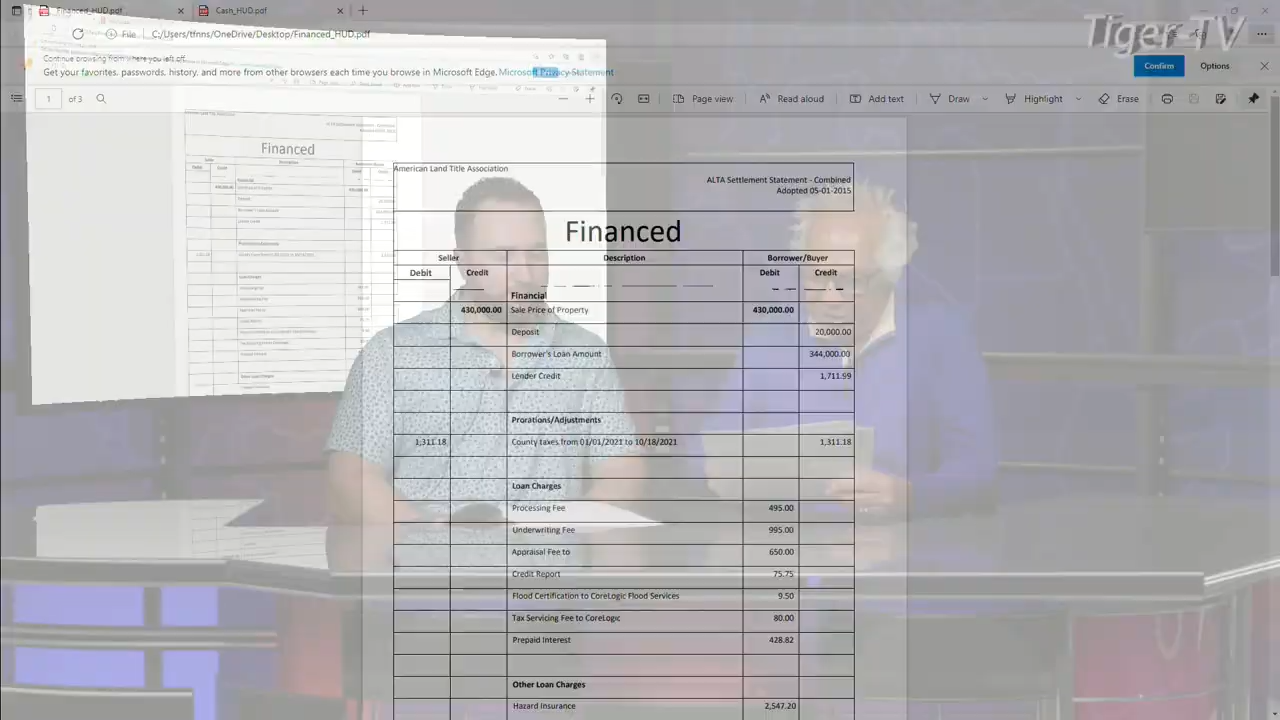 Financed_HUD.pdf
Cash_HUD.pdf
Tiger TV
File C:/Users/tfnns/OneDrive/Desktop/Financed_HUD.pdf
Continue browsing from where you left off.
Get your favorites, passwords, history, and more from other browsers each time you browse in Microsoft Edge. Microsoft Privacy Statement
Confirm Options
1 of 3 Page view Read aloud Add text Draw Highlight Erase
American Land Title Association
ALTA Settlement Statement - Combined
Adopted 05-01-2015
Financed
Seller Description Borrower/Buyer
Debit Credit Debit Credit
Financial
430,000.00 Sale Price of Property 430,000.00
Deposit 20,000.00
Borrower's Loan Amount 344,000.00
Lender Credit 1,711.99
Prorations/Adjustments
1,311.18 County taxes from 01/01/2021 to 10/18/2021 1,311.18
Loan Charges
Processing Fee 495.00
Underwriting Fee 995.00
Appraisal Fee to 650.00
Credit Report 75.75
Flood Certification to CoreLogic Flood Services 9.50
Tax Servicing Fee to CoreLogic 80.00
Prepaid Interest 428.82
Other Loan Charges
Hazard Insurance 2,547.20
Financed